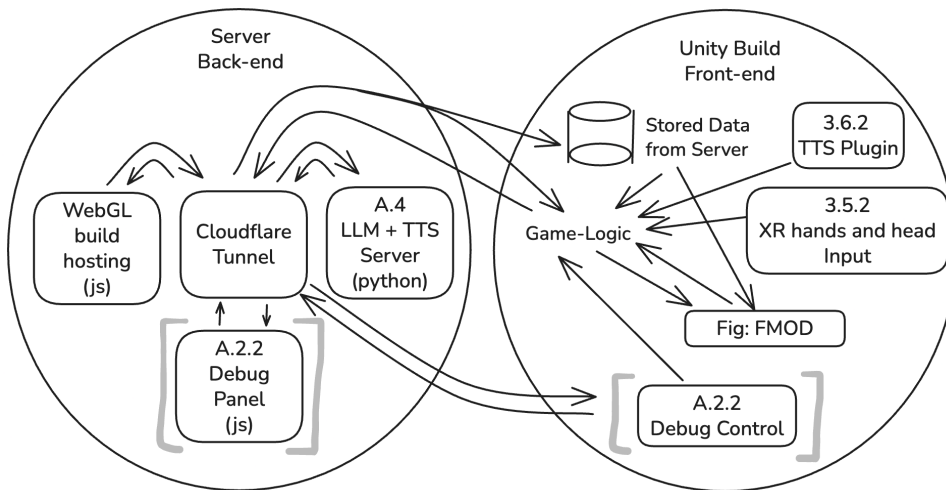 Server
Back-end
WebGL
build
hosting
(js)
Cloudflare
Tunnel
A.4
LLM + TTS
Server
(python)
A.2.2
Debug
Panel
(js)
Unity Build
Front-end
Stored Data
from Server
3.6.2
TTS Plugin
3.5.2
XR hands and head
Input
Game-Logic
Fig: FMOD
A.2.2
Debug Control